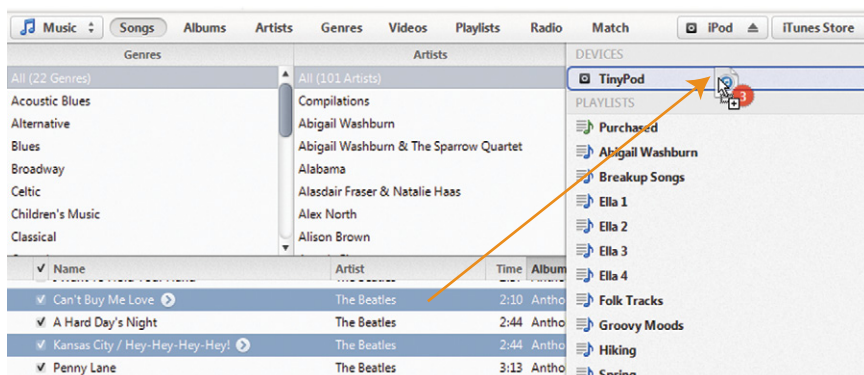 Music Songs Albums Artists Genres Videos Playlists Radio Match iPod iTunes Store
Genres Artists DEVICES
All (22 Genres) All (101 Artists) TinyPod
3
Acoustic Blues Compilations PLAYLISTS
Alternative Abigail Washburn Purchased
Blues Abigail Washburn & The Sparrow Quartet Abigail Washburn
Broadway Alabama Breakup Songs
Celtic Alasdair Fraser & Natalie Haas Ella 1
Children's Music Alex North Ella 2
Classical Alison Brown Ella 3
Name Artist Time Album Ella 4
Can't Buy Me Love The Beatles 2:10 Antho Folk Tracks
A Hard Day's Night The Beatles 2:44 Antho Groovy Moods
Kansas City / Hey-Hey-Hey-Hey! The Beatles 2:44 Antho Hiking
Penny Lane The Beatles 3:13 Antho Spring